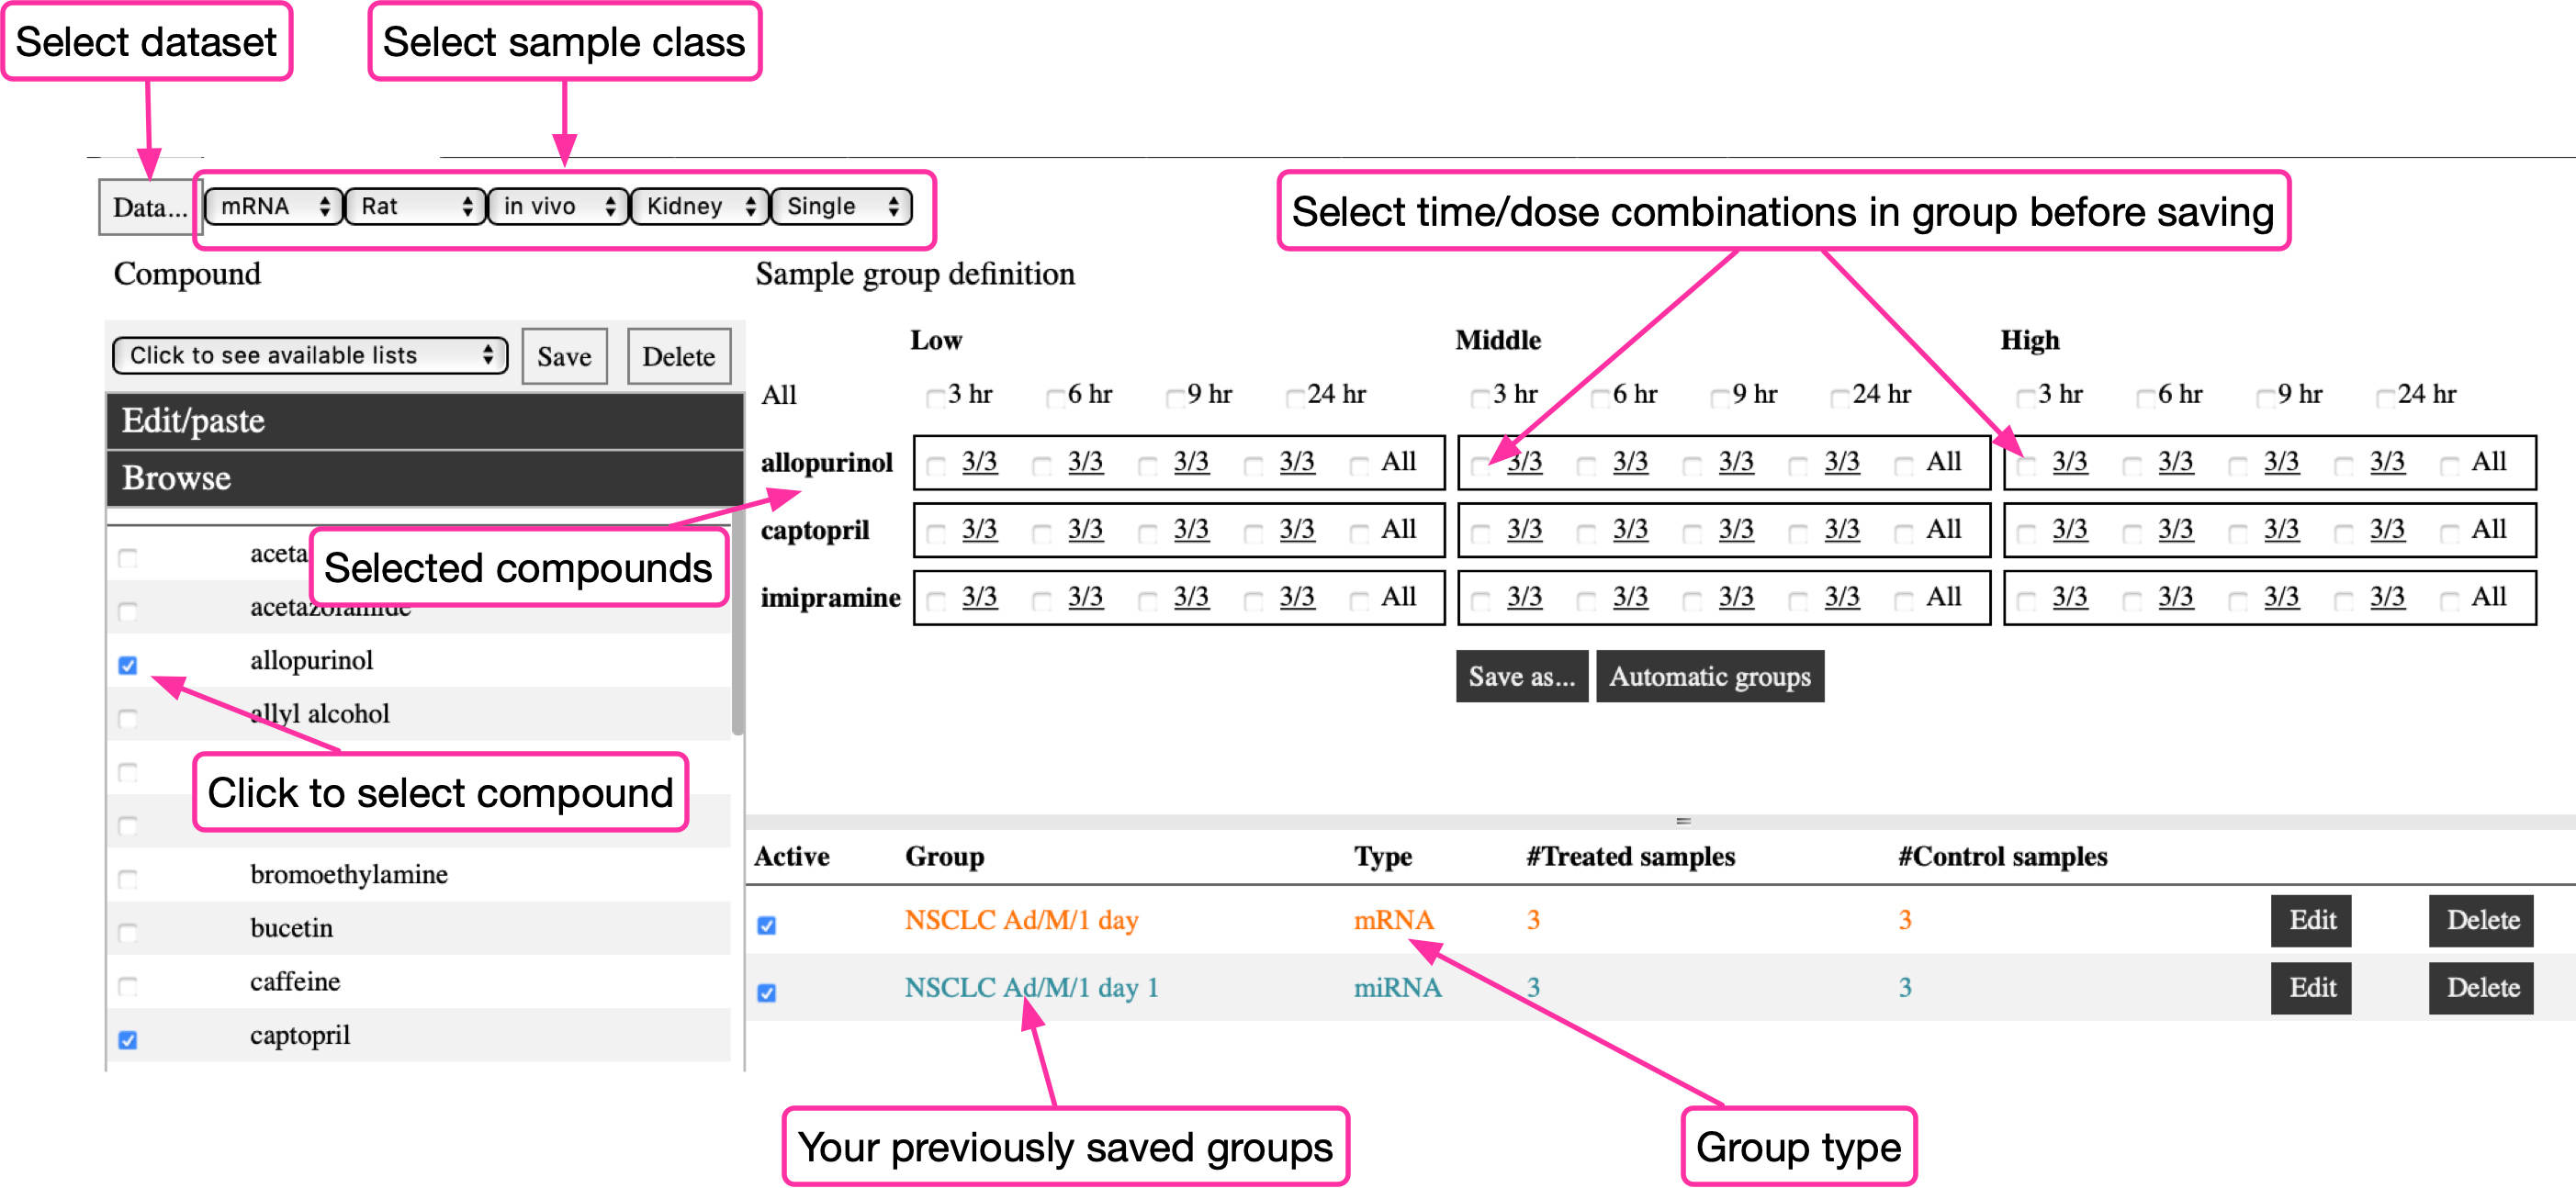 Select dataset
Select sample class
Data... mRNA Rat in vivo Kidney Single
Select time/dose combinations in group before saving
Compound
Sample group definition
Click to see available lists Save Delete
Edit/paste
Browse
Selected compounds
acetazolamide
allopurinol
allyl alcohol
Click to select compound
bromoethylamine
bucetin
caffeine
captopril
Low Middle High
All 3 hr 6 hr 9 hr 24 hr 3 hr 6 hr 9 hr 24 hr 3 hr 6 hr 9 hr 24 hr
allopurinol 3/3 3/3 3/3 3/3 All 3/3 3/3 3/3 3/3 All 3/3 3/3 3/3 3/3 All
captopril 3/3 3/3 3/3 3/3 All 3/3 3/3 3/3 3/3 All 3/3 3/3 3/3 3/3 All
imipramine 3/3 3/3 3/3 3/3 All 3/3 3/3 3/3 3/3 All 3/3 3/3 3/3 3/3 All
Save as... Automatic groups
Active Group Type #Treated samples #Control samples
NSCLC Ad/M/1 day mRNA 3 3 Edit Delete
NSCLC Ad/M/1 day 1 miRNA 3 3 Edit Delete
Your previously saved groups
Group type